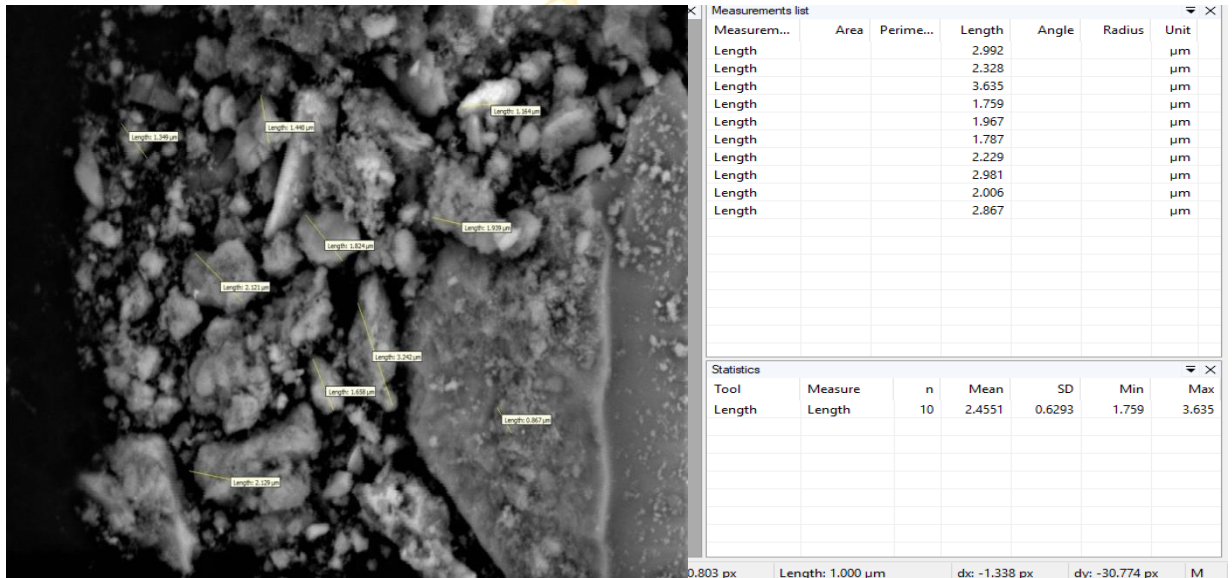 Measurements list
Measurem... Area Perime... Length Angle Radius Unit
Length 2.992 µm
Length 2.328 µm
Length 3.635 µm
Length 1.759 µm
Length 1.967 µm
Length 1.787 µm
Length 2.229 µm
Length 2.981 µm
Length 2.006 µm
Length 2.867 µm
Statistics
Tool Measure n Mean SD Min Max
Length Length 10 2.4551 0.6293 1.759 3.635
0.803 px Length: 1.000 µm dx: -1.338 px dy: -30.774 px M
Length: 1.164 µm
Length: 1.440 µm
Length: 1.349 µm
Length: 1.939 µm
Length: 1.824 µm
Length: 2.121 µm
Length: 3.242 µm
Length: 1.658 µm
Length: 0.867 µm
Length: 2.129 µm